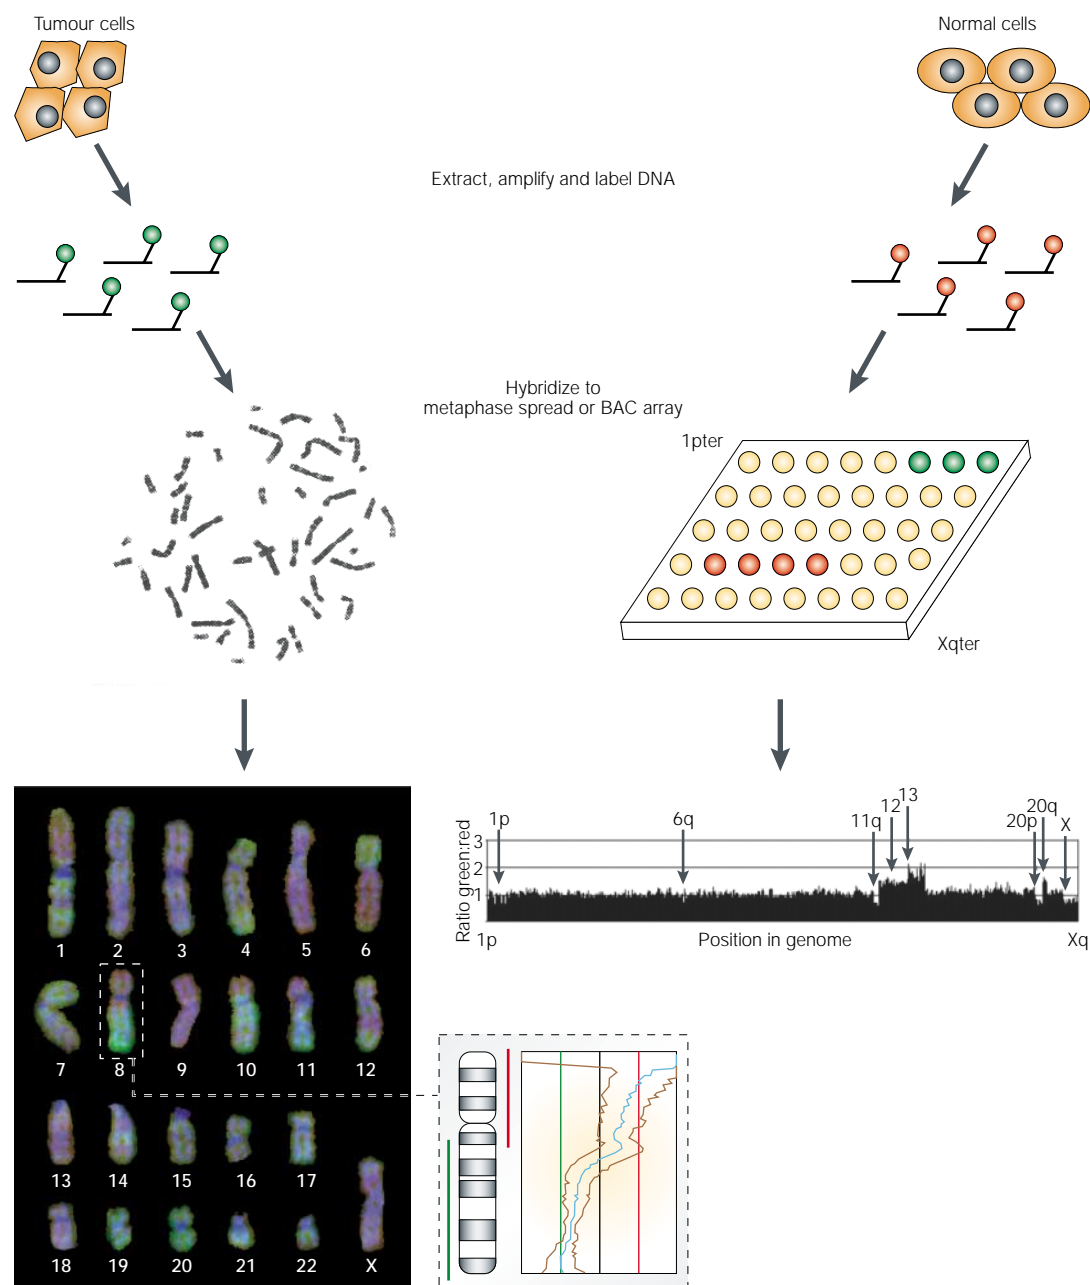 Tumour cells
Normal cells
Extract, amplify and label DNA
Hybridize to
metaphase spread or BAC array
1pter
Xqter
1p
6q
11q
12
13
20p
20q
X
Ratio green:red
3
2
1
1p
Position in genome
Xq
1
2
3
4
5
6
7
8
9
10
11
12
13
14
15
16
17
18
19
20
21
22
X